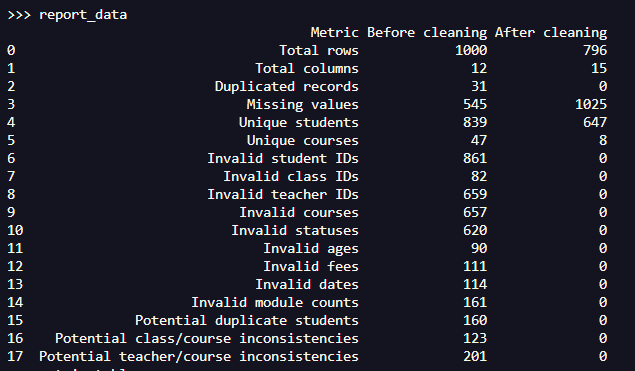 >>> report_data
Metric Before cleaning After cleaning
0 Total rows 1000 796
1 Total columns 12 15
2 Duplicated records 31 0
3 Missing values 545 1025
4 Unique students 839 647
5 Unique courses 47 8
6 Invalid student IDs 861 0
7 Invalid class IDs 82 0
8 Invalid teacher IDs 659 0
9 Invalid courses 657 0
10 Invalid statuses 620 0
11 Invalid ages 90 0
12 Invalid fees 111 0
13 Invalid dates 114 0
14 Invalid module counts 161 0
15 Potential duplicate students 160 0
16 Potential class/course inconsistencies 123 0
17 Potential teacher/course inconsistencies 201 0